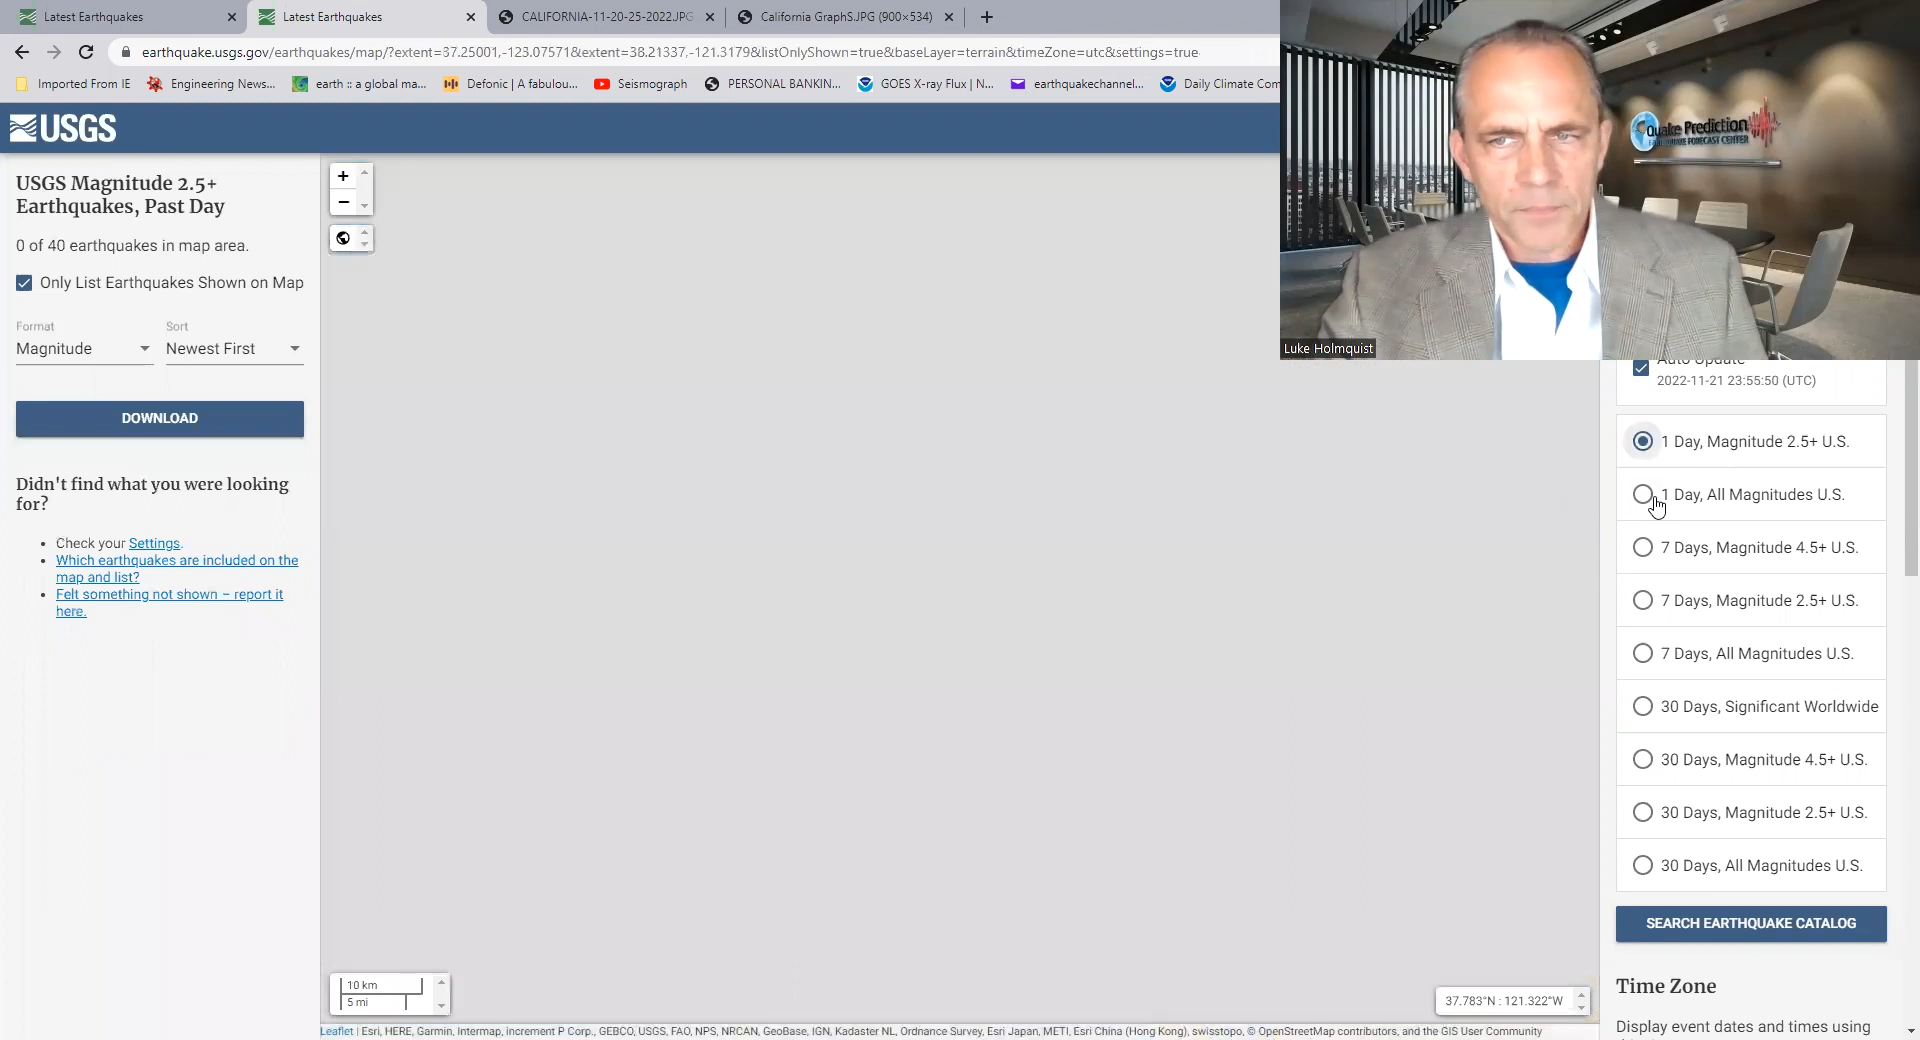 Latest Earthquakes
Latest Earthquakes
CALIFORNIA-11-20-25-2022.JPG
California GraphS.JPG (900×534)
earthquake.usgs.gov/earthquakes/map/?extent=37.25001,-123.07571&extent=38.21337,-121.3179&listOnlyShown=true&baseLayer=terrain&timeZone=utc&settings=true
Imported From IE
Engineering News...
earth :: a global ma...
Defonic | A fabulou...
Seismograph
PERSONAL BANKIN...
GOES X-ray Flux | N...
earthquakechannel...
Daily Climate Com
USGS
USGS Magnitude 2.5+
Earthquakes, Past Day
0 of 40 earthquakes in map area.
Only List Earthquakes Shown on Map
Format
Sort
Magnitude
Newest First
DOWNLOAD
Didn't find what you were looking
for?
Check your Settings.
Which earthquakes are included on the
map and list?
Felt something not shown – report it
here.
+
−
10 km
5 mi
37.783°N : 121.322°W
Leaflet | Esri, HERE, Garmin, Intermap, increment P Corp., GEBCO, USGS, FAO, NPS, NRCAN, GeoBase, IGN, Kadaster NL, Ordnance Survey, Esri Japan, METI, Esri China (Hong Kong), swisstopo, © OpenStreetMap contributors, and the GIS User Community
Quake Prediction
EARTHQUAKE FORECAST CENTER
Luke Holmquist
Auto Update
2022-11-21 23:55:50 (UTC)
1 Day, Magnitude 2.5+ U.S.
1 Day, All Magnitudes U.S.
7 Days, Magnitude 4.5+ U.S.
7 Days, Magnitude 2.5+ U.S.
7 Days, All Magnitudes U.S.
30 Days, Significant Worldwide
30 Days, Magnitude 4.5+ U.S.
30 Days, Magnitude 2.5+ U.S.
30 Days, All Magnitudes U.S.
SEARCH EARTHQUAKE CATALOG
Time Zone
Display event dates and times using